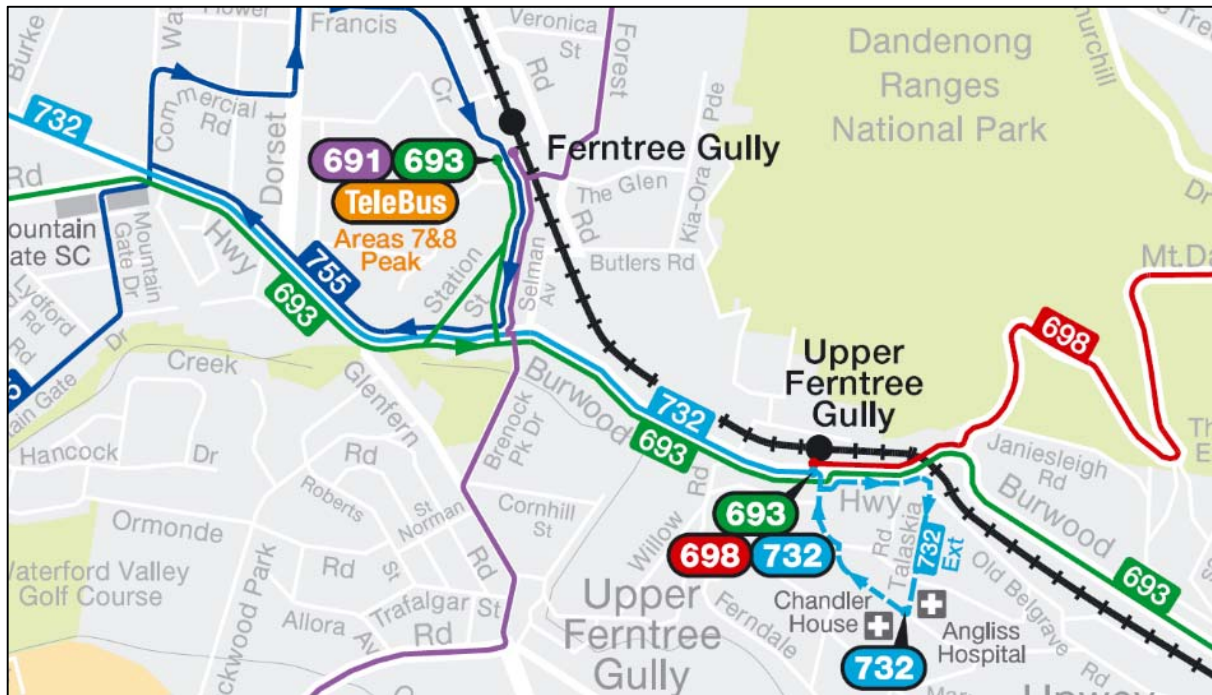 Burke
Flower
Francis
Veronica
St
Forest
Rd
Churchill
Dandenong
Ranges
National Park
732
Commercial
Rd
Dorset
Cr
691 693
TeleBus
Areas 7&8
Peak
Ferntree Gully
The Glen
Rd
Kia-Ora Pde
Butlers Rd
Dr
Rd
Mountain
Gate Dr
Hwy
755
693
Station
St
Selman
Av
Lydford
Rd
Dr
Creek
Glenfern
Burwood
732
693
Upper
Ferntree
Gully
698
Hancock
Dr
Brenock
Pk Dr
Janiesleigh
Rd
Burwood
Ormonde
Rd
Roberts
St
Norman
St
Rd
Cornhill
St
Willow
Rd
Hwy
693
698 732
Talaskia
Rd
732
Ext
Old Belgrave
Rd
693
Golf Course
Allora
Av
Trafalgar St
Rd
Upper
Ferntree
Gully
Ferndale
Chandler
House
Angliss
Hospital
732